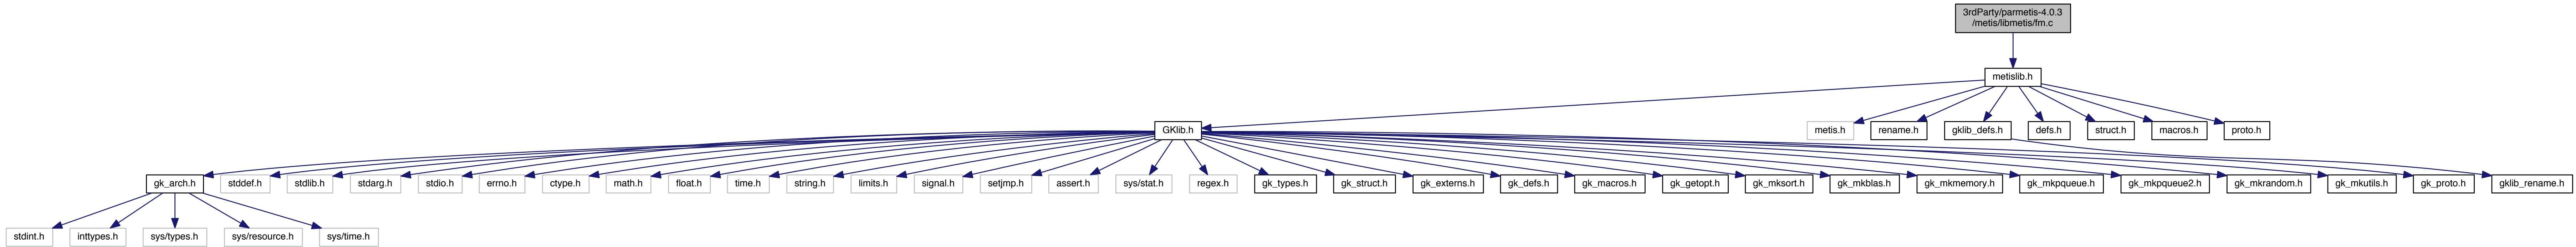 3rdParty/parmetis-4.0.3
/metis/libmetis/fm.c
metislib.h
GKlib.h
metis.h
rename.h
gklib_defs.h
defs.h
struct.h
macros.h
proto.h
gk_arch.h
stddef.h
stdlib.h
stdarg.h
stdio.h
errno.h
ctype.h
math.h
float.h
time.h
string.h
limits.h
signal.h
setjmp.h
assert.h
sys/stat.h
regex.h
gk_types.h
gk_struct.h
gk_externs.h
gk_defs.h
gk_macros.h
gk_getopt.h
gk_mksort.h
gk_mkblas.h
gk_mkmemory.h
gk_mkpqueue.h
gk_mkpqueue2.h
gk_mkrandom.h
gk_mkutils.h
gk_proto.h
gklib_rename.h
stdint.h
inttypes.h
sys/types.h
sys/resource.h
sys/time.h